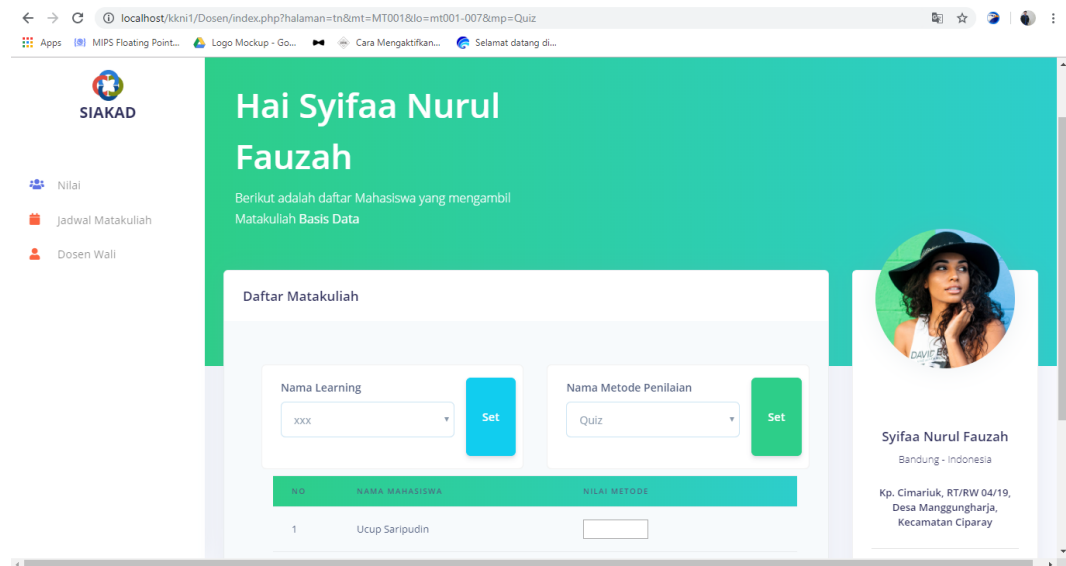 localhost/kkni1/Dosen/index.php?halaman=tn&mt=MT001&lo=mt001-007&mp=Quiz
Apps MIPS Floating Point... Logo Mockup - Go... Cara Mengaktifkan... Selamat datang di...
SIAKAD
Nilai
Jadwal Matakuliah
Dosen Wali
Hai Syifaa Nurul
Fauzah
Berikut adalah daftar Mahasiswa yang mengambil
Matakuliah Basis Data
Daftar Matakuliah
Nama Learning
xxx
Set
Nama Metode Penilaian
Quiz
Set
NO NAMA MAHASISWA NILAI METODE
1 Ucup Saripudin
DAVID BO
Syifaa Nurul Fauzah
Bandung - Indonesia
Kp. Cimariuk, RT/RW 04/19,
Desa Manggungharja,
Kecamatan Ciparay